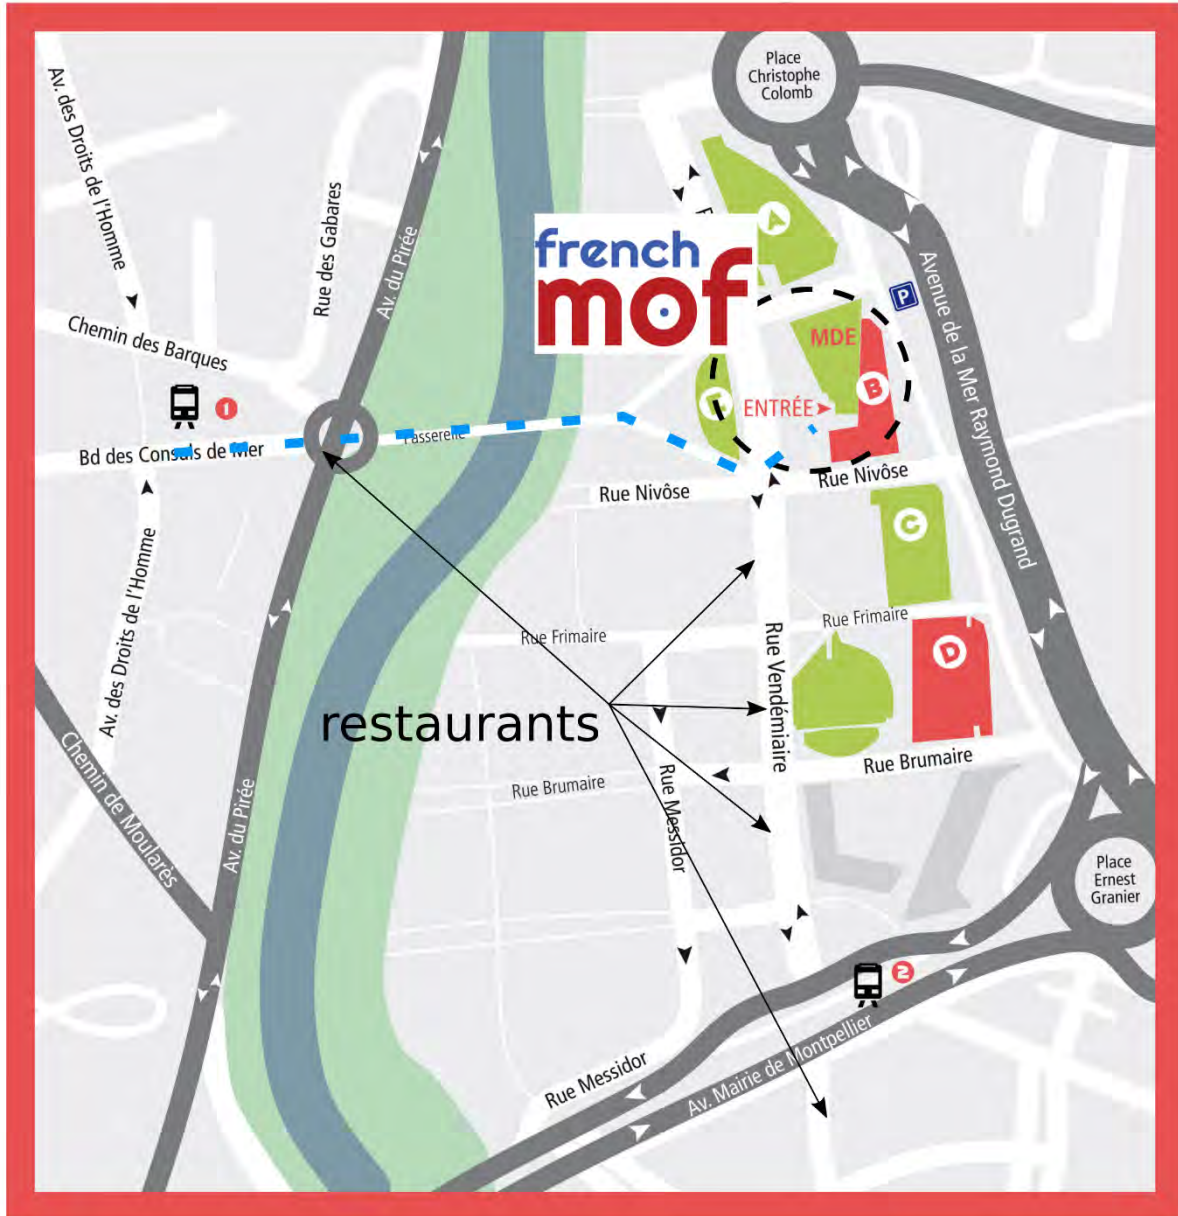 Place
Christophe
Colomb
Av. des Droits de l'Homme
Rue des Gabares
Av. du Pirée
A
french
mof
P
Avenue de la Mer Raymond Dugrand
Chemin des Barques
MDE
B
1
ENTRÉE
Passerelle
Bd des Consuls de Mer
Rue Nivôse
Rue Nivôse
C
Av. des Droits de l'Homme
Rue Frimaire
Rue Frimaire
D
Rue Vendémiaire
restaurants
Rue Brumaire
Rue Brumaire
Rue Messidor
Chemin de Moularès
Av. du Pirée
Place
Ernest
Granier
2
Rue Messidor
Av. Mairie de Montpellier